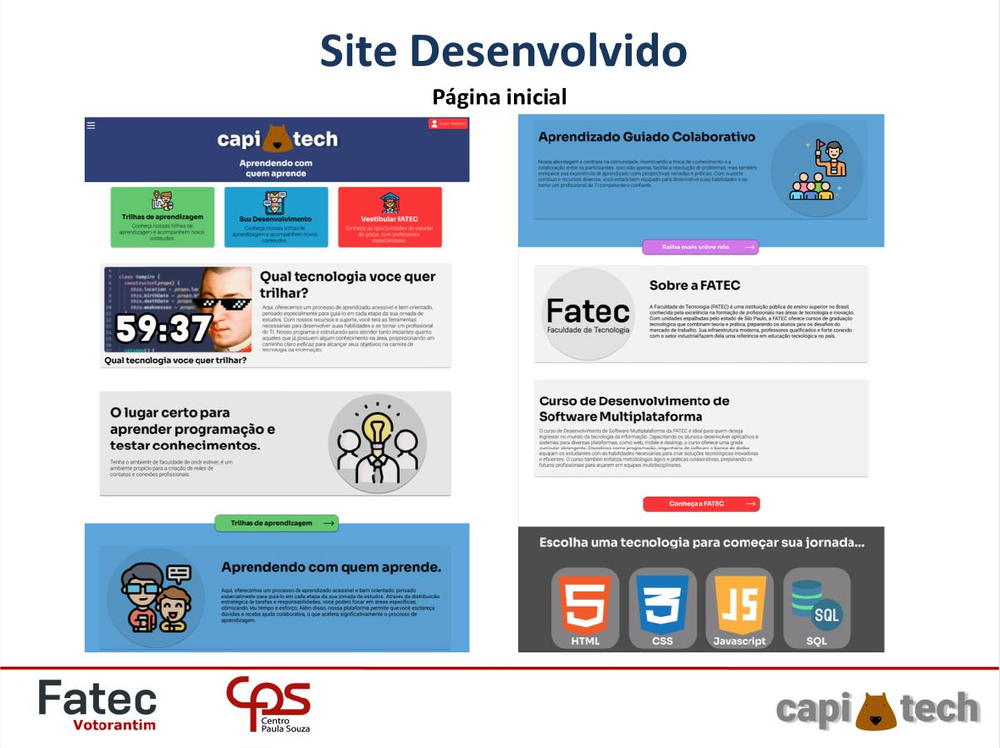 Site Desenvolvido
Página inicial
capi tech
Aprendendo com
quem aprende
Trilhas de aprendizagem
Conheça nossas trilhas de
aprendizagem e acompanhem novos
conteudos
Sua Desenvolvimento
Conheça nossas trilhas de
aprendizagem e acompanhem novos
conteudos
Vestibular FATEC
Conheça as oportunidades de estudar
de graça, com professores
especializados
class Vampire {
constructor(props) {
59:37
Qual tecnologia voce quer trilhar?
Qual tecnologia voce quer
trilhar?
Aqui, oferecemos um processo de aprendizado acessível e bem orientado,
pensado especialmente para guiá-lo em cada etapa da sua jornada de
estudos. Com nossos recursos e suporte, você terá as ferramentas
necessárias para desenvolver suas habilidades e se tornar um profissional
de TI. Nosso programa é estruturado para atender tanto iniciantes quanto
aqueles que já possuem algum conhecimento na área, proporcionando um
caminho claro e eficaz para alcançar seus objetivos na carreira de
tecnologia da informação.
O lugar certo para
aprender programação e
testar conhecimentos.
Tenha o ambiente de faculdade de onde estiver, é um
ambiente propicio para a criação de redes de
contatos e conexões profissionais
Trilhas de aprendizagem
Aprendendo com quem aprende.
Aqui, oferecemos um processo de aprendizado acessível e bem orientado, pensado
especialmente para guiá-lo em cada etapa da sua jornada de estudos. Através da distribuição
estratégica de tarefas e responsabilidades, você poderá focar em áreas específicas,
otimizando seu tempo e esforço. Além disso, nossa plataforma permite que você esclareça
dúvidas e receba ajuda colaborativa, o que acelera significativamente o processo de
aprendizagem.
Aprendizado Guiado Colaborativo
Nossa abordagem é centrada na comunidade, incentivando a troca de conhecimento e a
colaboração entre os participantes. Isso não apenas facilita a resolução de problemas, mas também
enriquece sua experiência de aprendizado com perspectivas variadas e práticas. Com suporte
contínuo e recursos diversos, você estará bem equipado para desenvolver suas habilidades e se
tornar um profissional de TI competente e confiante.
Saiba mais sobre nós
Fatec
Faculdade de Tecnologia
Sobre a FATEC
A Faculdade de Tecnologia (FATEC) é uma instituição pública de ensino superior no Brasil,
conhecida pela excelência na formação de profissionais nas áreas de tecnologia e inovação.
Com unidades espalhadas pelo estado de São Paulo, a FATEC oferece cursos de graduação
tecnológica que combinam teoria e prática, preparando os alunos para os desafios do
mercado de trabalho. Sua infraestrutura moderna, professores qualificados e forte conexão
com o setor industrial fazem dela uma referência em educação tecnológica no país.
Curso de Desenvolvimento de
Software Multiplataforma
O curso de Desenvolvimento de Software Multiplataforma da FATEC é ideal para quem deseja
ingressar no mundo da tecnologia da informação. Capacitando os alunos a desenvolver aplicativos e
sistemas para diversas plataformas, como web, mobile e desktop, o curso oferece uma grade
curricular abrangente. Disciplinas como programação, engenharia de software e banco de dados
equipam os estudantes com as habilidades necessárias para criar soluções tecnológicas inovadoras
e eficientes. O curso também enfatiza metodologias ágeis e práticas colaborativas, preparando os
futuros profissionais para atuarem em equipes multidisciplinares.
Conheça a FATEC
Escolha uma tecnologia para começar sua jornada...
HTML
CSS
JS
Javascript
SQL
SQL
Fatec
Votorantim
CPS
Centro
Paula Souza
capi tech